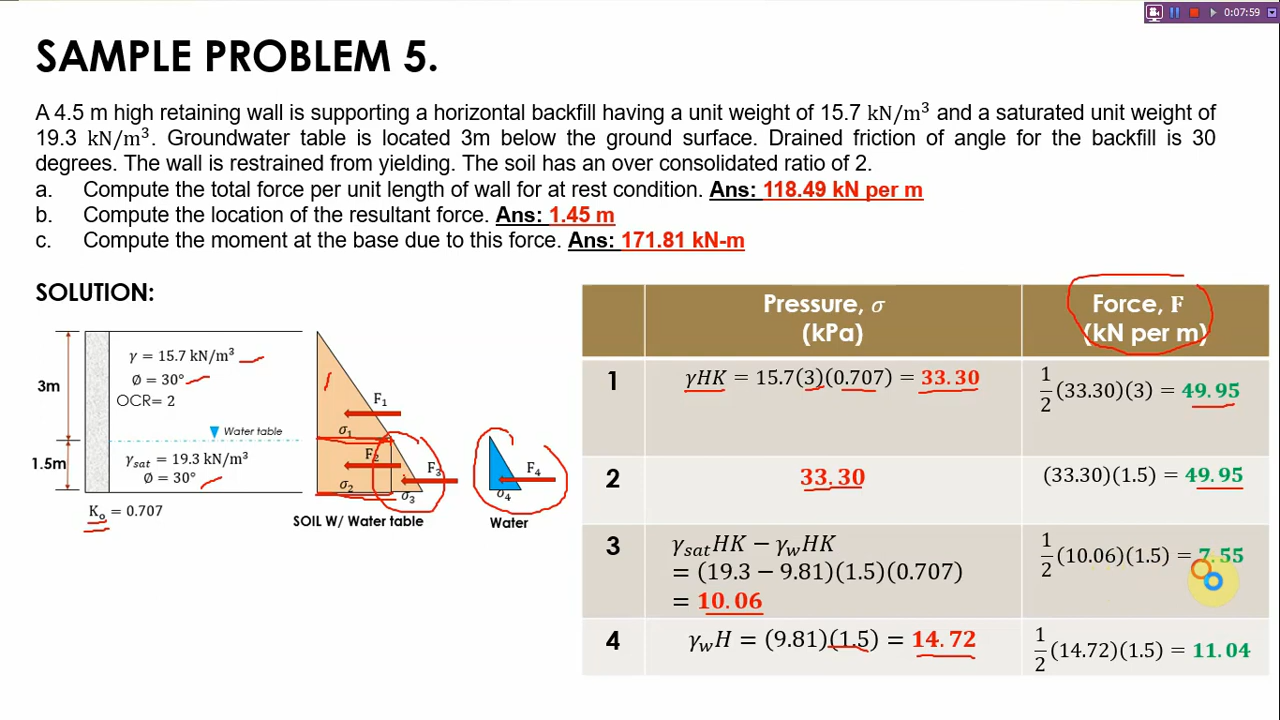 0:07:59
SAMPLE PROBLEM 5.
A 4.5 m high retaining wall is supporting a horizontal backfill having a unit weight of 15.7 kN/m³ and a saturated unit weight of
19.3 kN/m³. Groundwater table is located 3m below the ground surface. Drained friction of angle for the backfill is 30
degrees. The wall is restrained from yielding. The soil has an over consolidated ratio of 2.
a. Compute the total force per unit length of wall for at rest condition. Ans: 118.49 kN per m
b. Compute the location of the resultant force. Ans: 1.45 m
c. Compute the moment at the base due to this force. Ans: 171.81 kN-m
SOLUTION:
3m
1.5m
γ = 15.7 kN/m³
Ø = 30°
OCR= 2
Water table
γsat = 19.3 kN/m³
Ø = 30°
Ko = 0.707
F1
σ1
F2
F3
σ2
σ3
SOIL W/ Water table
F4
σ4
Water
Pressure, σ
(kPa)
Force, F
(kN per m)
1
γHK = 15.7(3)(0.707) = 33.30
1/2 (33.30)(3) = 49.95
2
33.30
(33.30)(1.5) = 49.95
3
γsatHK − γwHK
= (19.3 − 9.81)(1.5)(0.707)
= 10.06
1/2 (10.06)(1.5) = 7.55
4
γwH = (9.81)(1.5) = 14.72
1/2 (14.72)(1.5) = 11.04